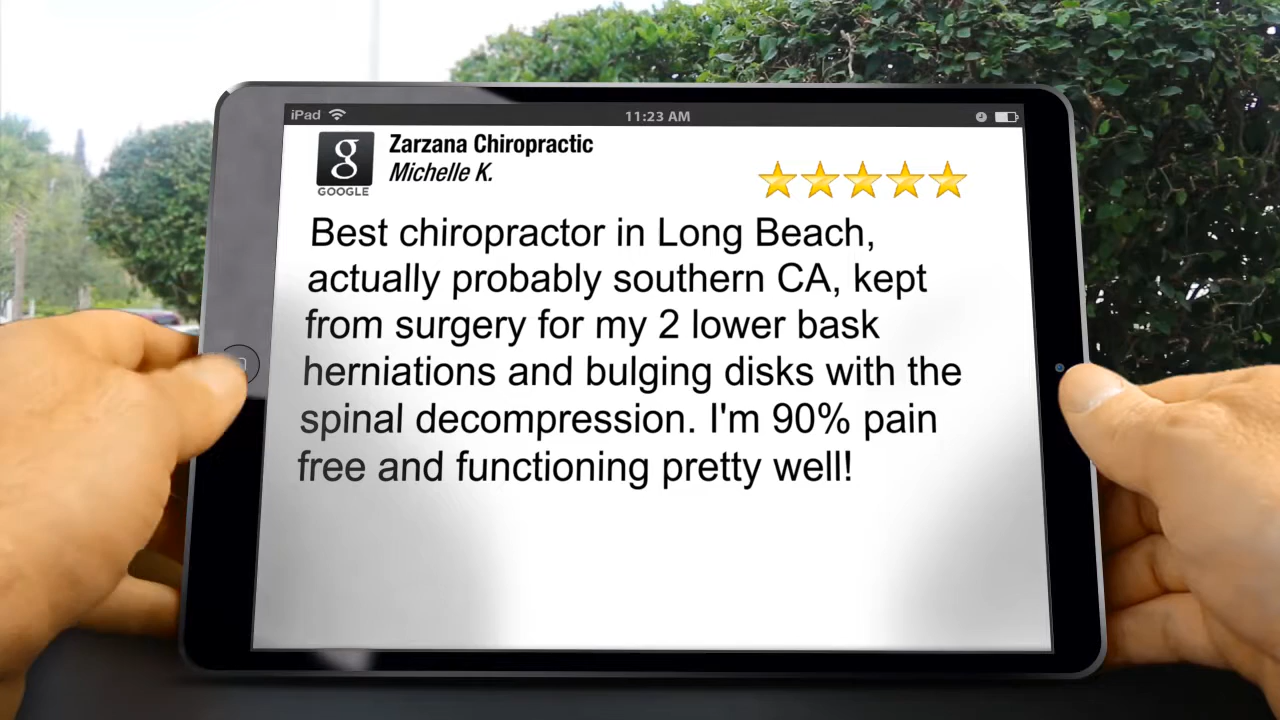 iPad
11:23 AM
g
GOOGLE
Zarzana Chiropractic
Michelle K.
Best chiropractor in Long Beach,
actually probably southern CA, kept
from surgery for my 2 lower bask
herniations and bulging disks with the
spinal decompression. I'm 90% pain
free and functioning pretty well!